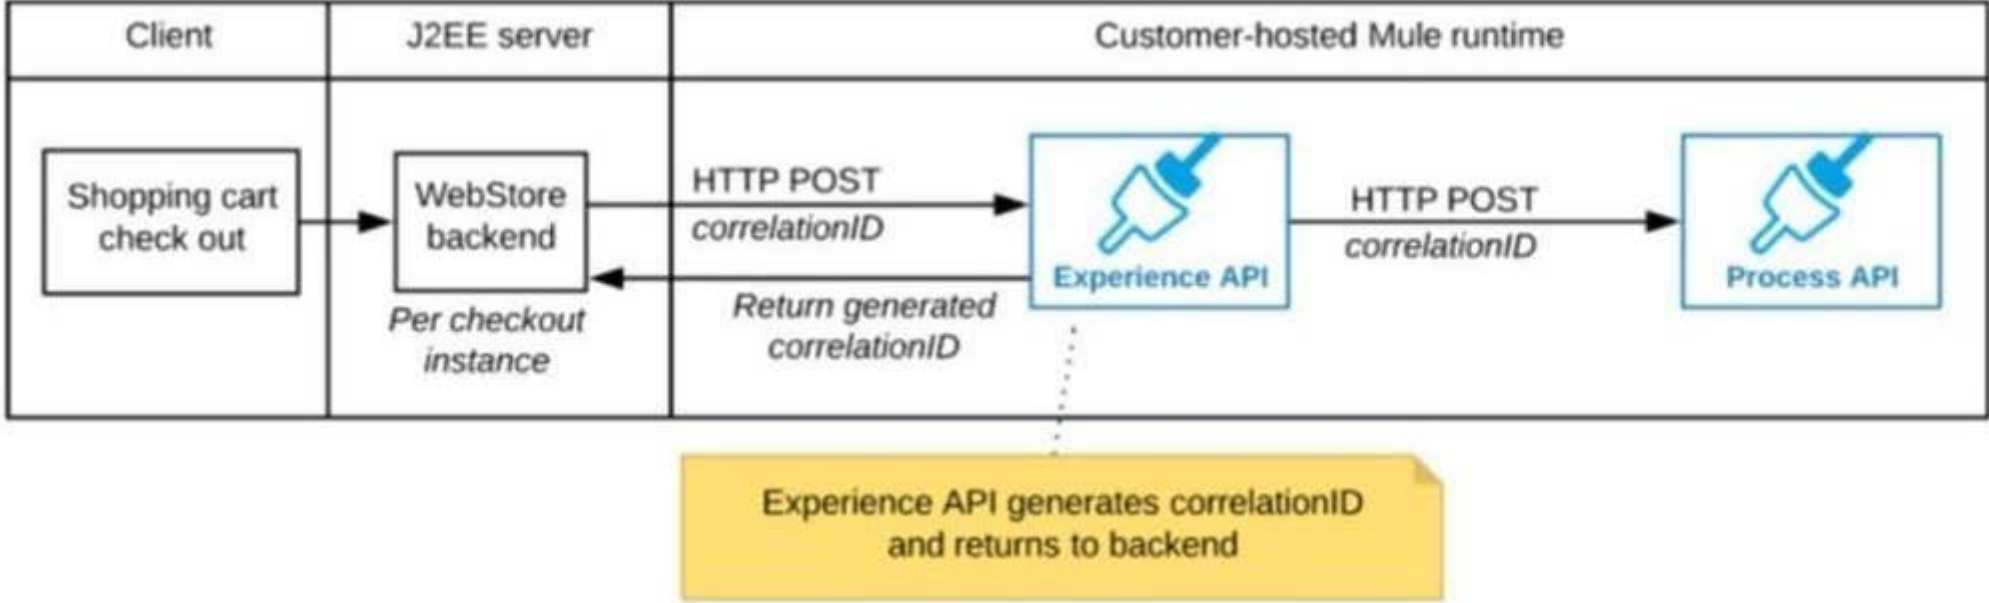 Client
J2EE server
Customer-hosted Mule runtime
Shopping cart
check out
WebStore
backend
Per checkout
instance
HTTP POST
correlationID
Return generated
correlationID
Experience API
HTTP POST
correlationID
Process API
Experience API generates correlationID
and returns to backend